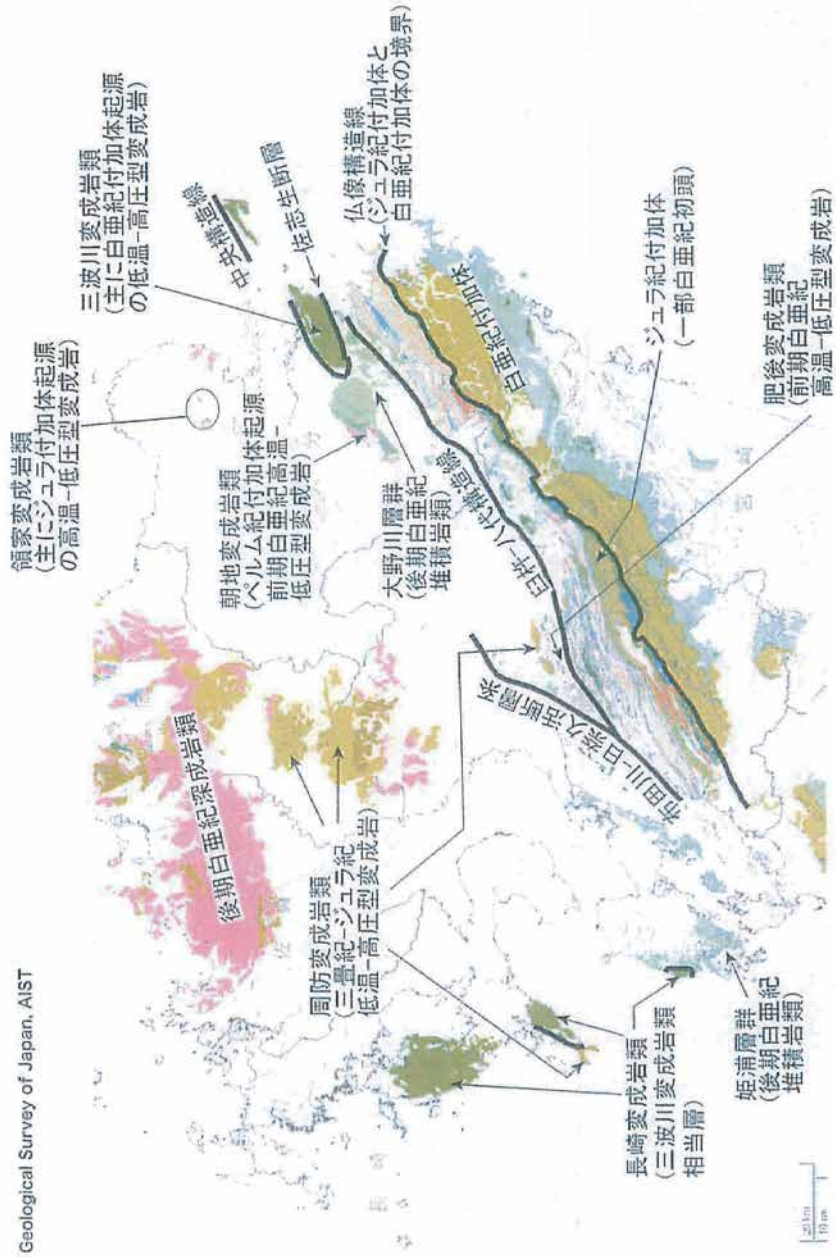 Geological Survey of Japan, AIST
領家変成岩類
(主にジュラ付加体起源
の高温-低圧型変成岩)
三波川変成岩類
(主に白亜紀付加体起源
の低温-高圧型変成岩)
中央構造線
佐志生断層
仏像構造線
(ジュラ紀付加体と
白亜紀付加体の境界)
後期白亜紀深成岩類
朝地変成岩類
(ペルム紀付加体起源
前期白亜紀高温-
低圧型変成岩)
大野川層群
(後期白亜紀
堆積岩類)
臼杵-八代構造線
白亜紀付加体
周防変成岩類
(三畳紀-ジュラ紀
低温-高圧型変成岩)
布田川-日奈久活断層系
ジュラ紀付加体
(一部白亜紀初頭)
肥後変成岩類
(前期白亜紀
高温-低圧型変成岩)
長崎変成岩類
(三波川変成岩類
相当層)
姫浦層群
(後期白亜紀
堆積岩類)